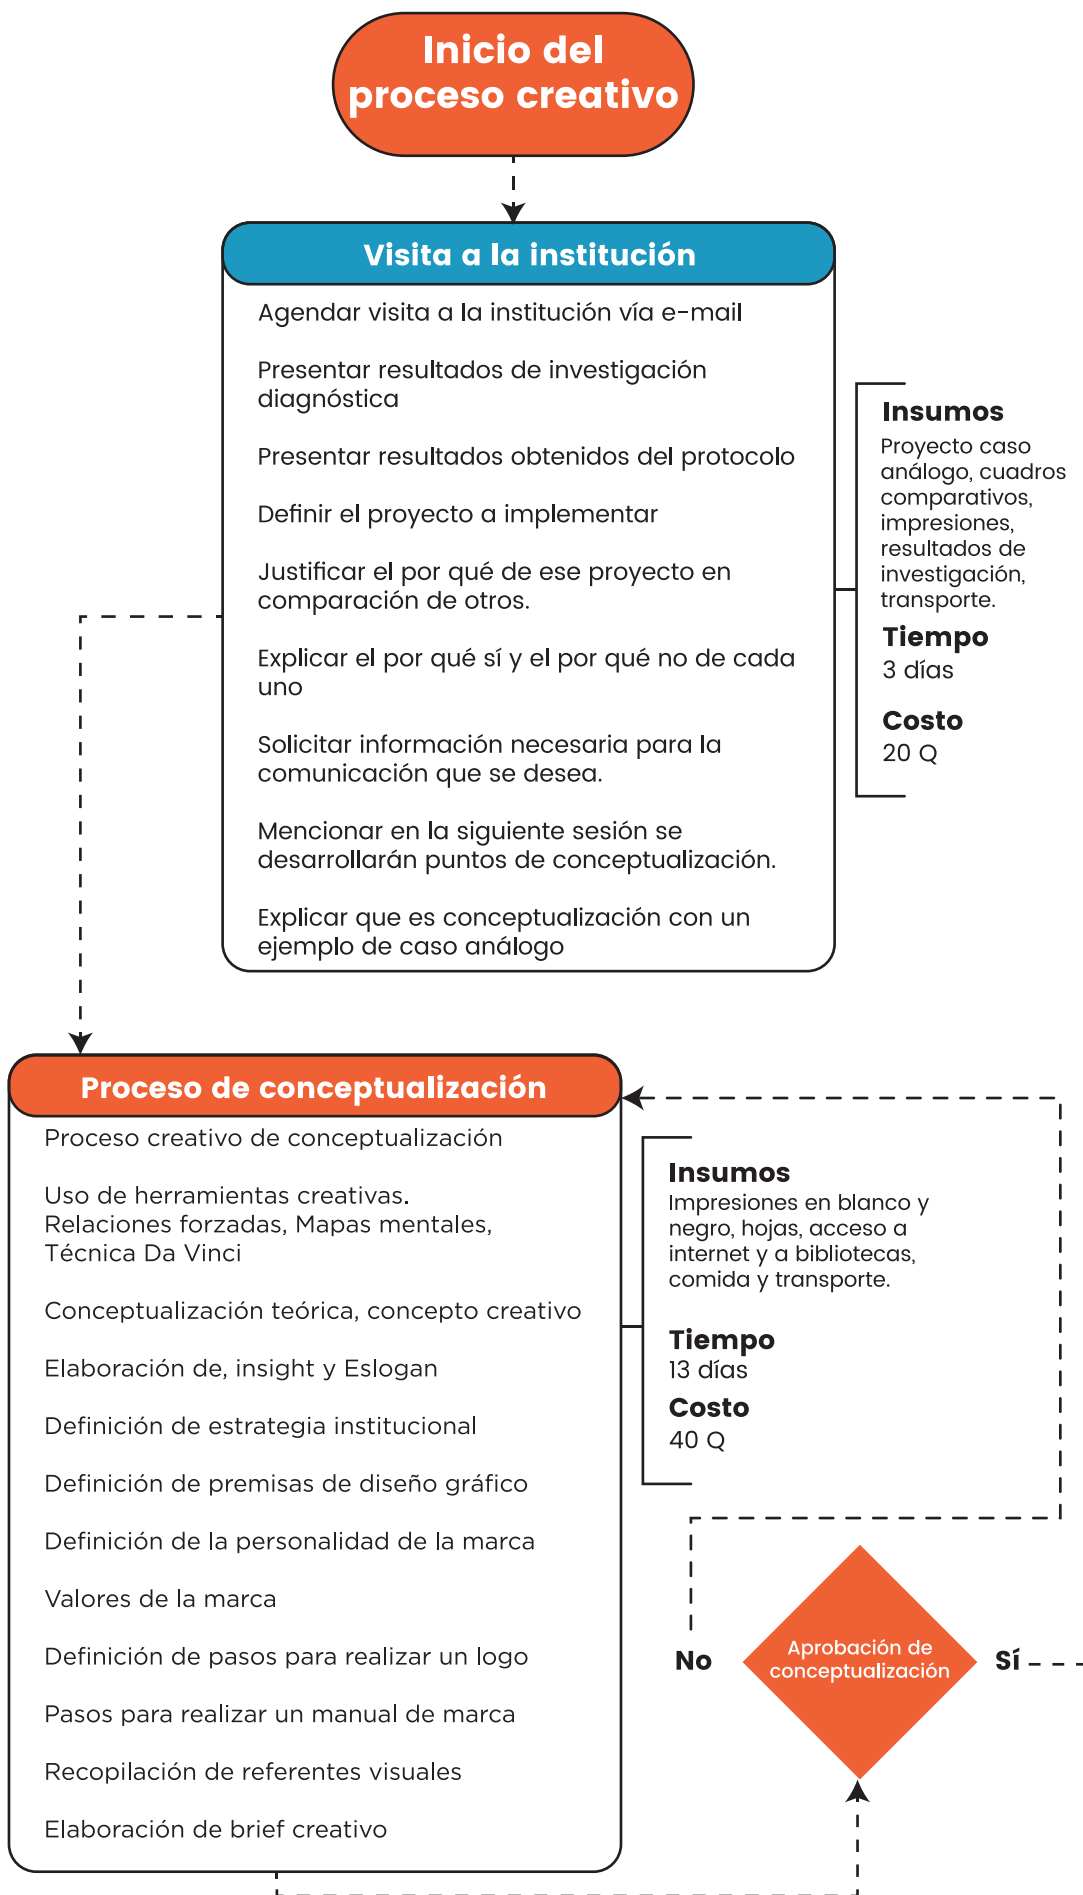 Inicio del
proceso creativo
Visita a la institución
Agendar visita a la institución vía e-mail
Presentar resultados de investigación
diagnóstica
Presentar resultados obtenidos del protocolo
Definir el proyecto a implementar
Justificar el por qué de ese proyecto en
comparación de otros.
Explicar el por qué sí y el por qué no de cada
uno
Solicitar información necesaria para la
comunicación que se desea.
Mencionar en la siguiente sesión se
desarrollarán puntos de conceptualización.
Explicar que es conceptualización con un
ejemplo de caso análogo
Insumos
Proyecto caso
análogo, cuadros
comparativos,
impresiones,
resultados de
investigación,
transporte.
Tiempo
3 días
Costo
20 Q
Proceso de conceptualización
Proceso creativo de conceptualización
Uso de herramientas creativas.
Relaciones forzadas, Mapas mentales,
Técnica Da Vinci
Conceptualización teórica, concepto creativo
Elaboración de, insight y Eslogan
Definición de estrategia institucional
Definición de premisas de diseño gráfico
Definición de la personalidad de la marca
Valores de la marca
Definición de pasos para realizar un logo
Pasos para realizar un manual de marca
Recopilación de referentes visuales
Elaboración de brief creativo
Insumos
Impresiones en blanco y
negro, hojas, acceso a
internet y a bibliotecas,
comida y transporte.
Tiempo
13 días
Costo
40 Q
No
Aprobación de
conceptualización
Sí